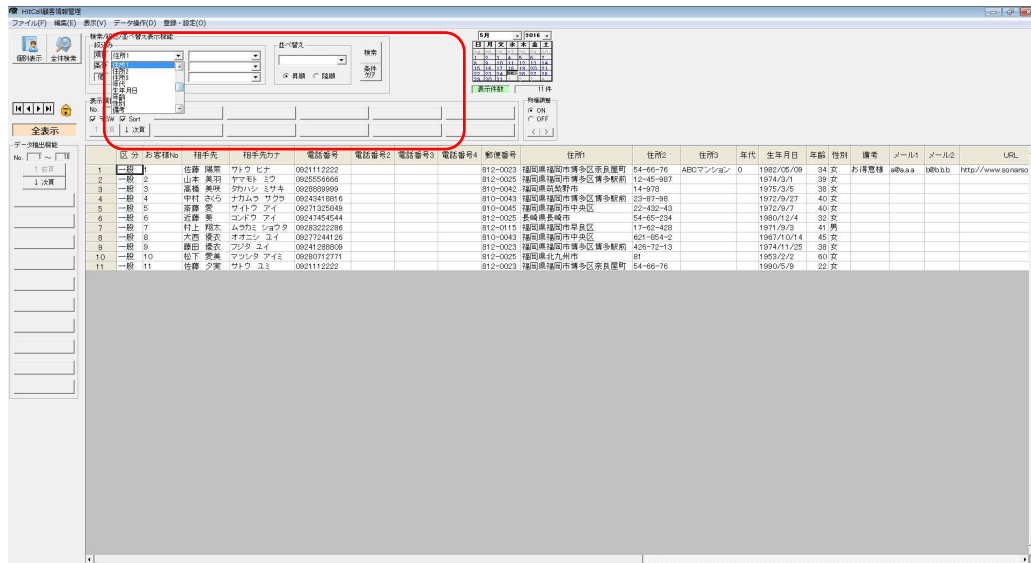 HitCall顧客情報管理
ファイル(F) 編集(E) 表示(V) データ操作(D) 登録・設定(O)
個別表示 全体検索
検索/絞込/並べ替え表示機能
絞込み
住所1
住所1
住所2
住所3
年代
生年月日
年齢
性別
備考
並べ替え
昇順 降順
検索
条件クリア
5月 2016
日 月 火 水 木 金 土
表示件数 11件
列幅調整
ON
OFF
< >
No.
Sort
↓ 次頁
全表示
データ抽出機能
No. 1 ~ 10
↑ 前頁
↓ 次頁
区分 お客様No 相手先 相手先カナ 電話番号 電話番号2 電話番号3 電話番号4 郵便番号 住所1 住所2 住所3 年代 生年月日 年齢 性別 備考 メール1 メール2 URL
1 一般 1 佐藤 陽菜 サトウ ヒナ 0921112222 812-0023 福岡県福岡市博多区奈良屋町 54-66-76 ABCマンション 0 1982/05/09 34 女 お得意様 a@a.a.a b@b.b.b http://www.sonarso
2 一般 2 山本 美羽 ヤマモト ミウ 0925556666 812-0025 福岡県福岡市博多区博多駅前 12-45-987 1974/3/1 39 女
3 一般 3 高橋 美咲 タカハシ ミサキ 0928889999 810-0042 福岡県筑紫野市 14-978 1975/3/5 38 女
4 一般 4 中村 さくら ナカムラ サクラ 09243418816 810-0043 福岡県福岡市博多区博多駅前 23-87-98 1972/9/27 40 女
5 一般 5 斎藤 愛 サイトウ アイ 09271325849 810-0045 福岡県福岡市中央区 22-432-43 1972/9/7 40 女
6 一般 6 近藤 葵 コンドウ アイ 09247454544 812-0025 長崎県長崎市 54-65-234 1980/12/4 32 女
7 一般 7 村上 翔太 ムラカミ ショウタ 09283222286 812-0115 福岡県福岡市早良区 17-62-428 1971/9/3 41 男
8 一般 8 大西 優衣 オオニシ ユイ 09277244126 810-0043 福岡県福岡市中央区 621-854-2 1967/10/14 45 女
9 一般 9 藤田 優衣 フジタ ユイ 09241288809 812-0023 福岡県福岡市博多区博多駅前 426-72-13 1974/11/25 38 女
10 一般 10 松下 愛美 マツシタ アイミ 09280712771 812-0025 福岡県北九州市 81 1953/2/2 60 女
11 一般 11 佐藤 夕実 サトウ ユミ 0921112222 812-0023 福岡県福岡市博多区奈良屋町 54-66-76 1990/5/9 22 女